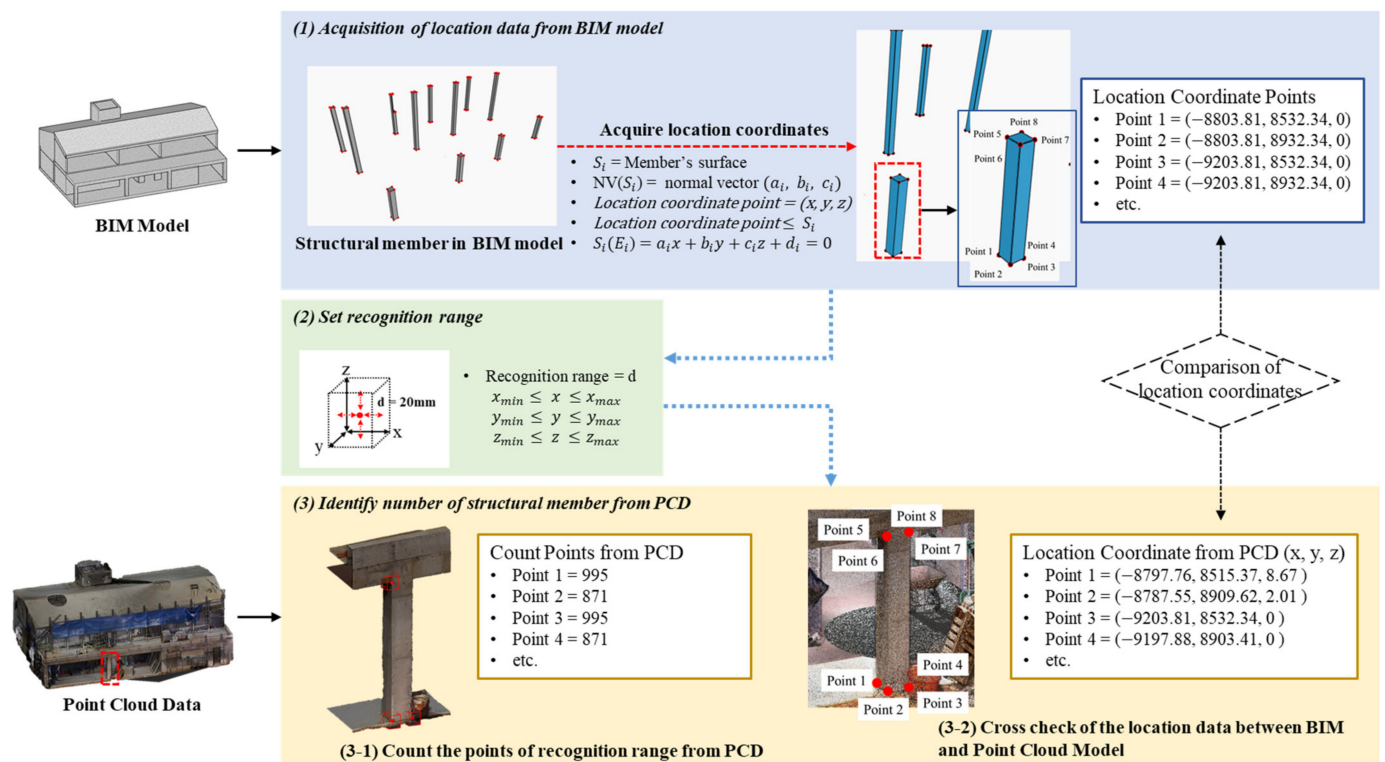 (1) Acquisition of location data from BIM model
BIM Model
Structural member in BIM model
Acquire location coordinates
• Sᵢ = Member's surface
• NV(Sᵢ) = normal vector (aᵢ, bᵢ, cᵢ)
• Location coordinate point = (x, y, z)
• Location coordinate point ≤ Sᵢ
• Sᵢ(Eᵢ) = aᵢx + bᵢy + cᵢz + dᵢ = 0
Point 8
Point 5
Point 7
Point 6
Point 1
Point 4
Point 2
Point 3
Location Coordinate Points
• Point 1 = (−8803.81, 8532.34, 0)
• Point 2 = (−8803.81, 8932.34, 0)
• Point 3 = (−9203.81, 8532.34, 0)
• Point 4 = (−9203.81, 8932.34, 0)
• etc.
(2) Set recognition range
z
d = 20mm
x
y
• Recognition range = d
x_min ≤ x ≤ x_max
y_min ≤ y ≤ y_max
z_min ≤ z ≤ z_max
Comparison of
location coordinates
(3) Identify number of structural member from PCD
Point Cloud Data
Count Points from PCD
• Point 1 = 995
• Point 2 = 871
• Point 3 = 995
• Point 4 = 871
• etc.
(3-1) Count the points of recognition range from PCD
Point 8
Point 5
Point 6
Point 7
Point 4
Point 1
Point 2
Point 3
Location Coordinate from PCD (x, y, z)
• Point 1 = (−8797.76, 8515.37, 8.67 )
• Point 2 = (−8787.55, 8909.62, 2.01 )
• Point 3 = (−9203.81, 8532.34, 0 )
• Point 4 = (−9197.88, 8903.41, 0 )
• etc.
(3-2) Cross check of the location data between BIM
and Point Cloud Model